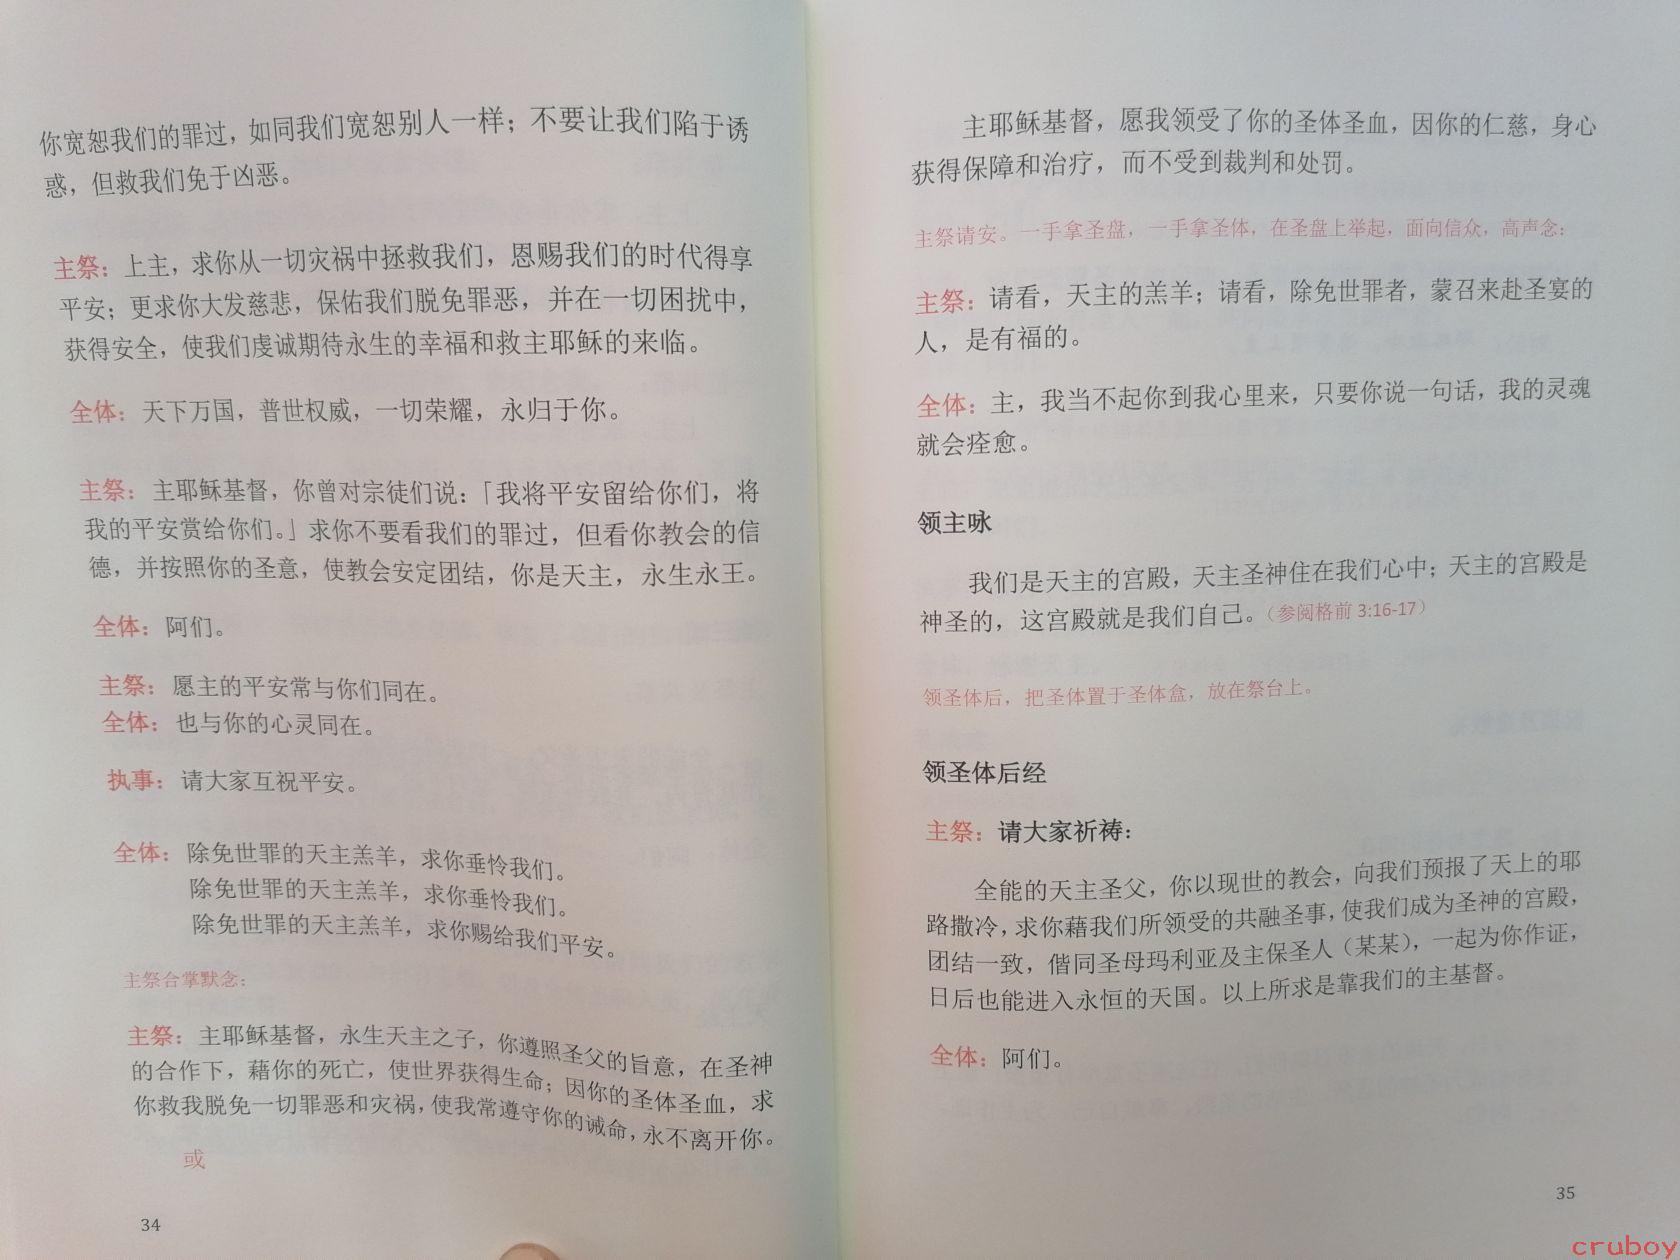 你宽恕我们的罪过，如同我们宽恕别人一样；不要让我们陷于诱
惑，但救我们免于凶恶。
主祭：上主，求你从一切灾祸中拯救我们，恩赐我们的时代得享
平安；更求你大发慈悲，保佑我们脱免罪恶，并在一切困扰中，
获得安全，使我们虔诚期待永生的幸福和救主耶稣的来临。
全体：天下万国，普世权威，一切荣耀，永归于你。
主祭：主耶稣基督，你曾对宗徒们说：「我将平安留给你们，将
我的平安赏给你们。」求你不要看我们的罪过，但看你教会的信
德，并按照你的圣意，使教会安定团结，你是天主，永生永王。
全体：阿们。
主祭：愿主的平安常与你们同在。
全体：也与你的心灵同在。
执事：请大家互祝平安。
全体：除免世罪的天主羔羊，求你垂怜我们。
除免世罪的天主羔羊，求你垂怜我们。
除免世罪的天主羔羊，求你赐给我们平安。
主祭合掌默念：
主祭：主耶稣基督，永生天主之子，你遵照圣父的旨意，在圣神
的合作下，藉你的死亡，使世界获得生命；因你的圣体圣血，求
你救我脱免一切罪恶和灾祸，使我常遵守你的诫命，永不离开你。
或
34
主耶稣基督，愿我领受了你的圣体圣血，因你的仁慈，身心
获得保障和治疗，而不受到裁判和处罚。
主祭请安。一手拿圣盘，一手拿圣体，在圣盘上举起，面向信众，高声念：
主祭：请看，天主的羔羊；请看，除免世罪者，蒙召来赴圣宴的
人，是有福的。
全体：主，我当不起你到我心里来，只要你说一句话，我的灵魂
就会痊愈。
领主咏
我们是天主的宫殿，天主圣神住在我们心中；天主的宫殿是
神圣的，这宫殿就是我们自己。（参阅格前 3:16-17）
领圣体后，把圣体置于圣体盒，放在祭台上。
领圣体后经
主祭：请大家祈祷：
全能的天主圣父，你以现世的教会，向我们预报了天上的耶
路撒冷，求你藉我们所领受的共融圣事，使我们成为圣神的宫殿，
团结一致，偕同圣母玛利亚及主保圣人（某某），一起为你作证，
日后也能进入永恒的天国。以上所求是靠我们的主基督。
全体：阿们。
35
cruboy